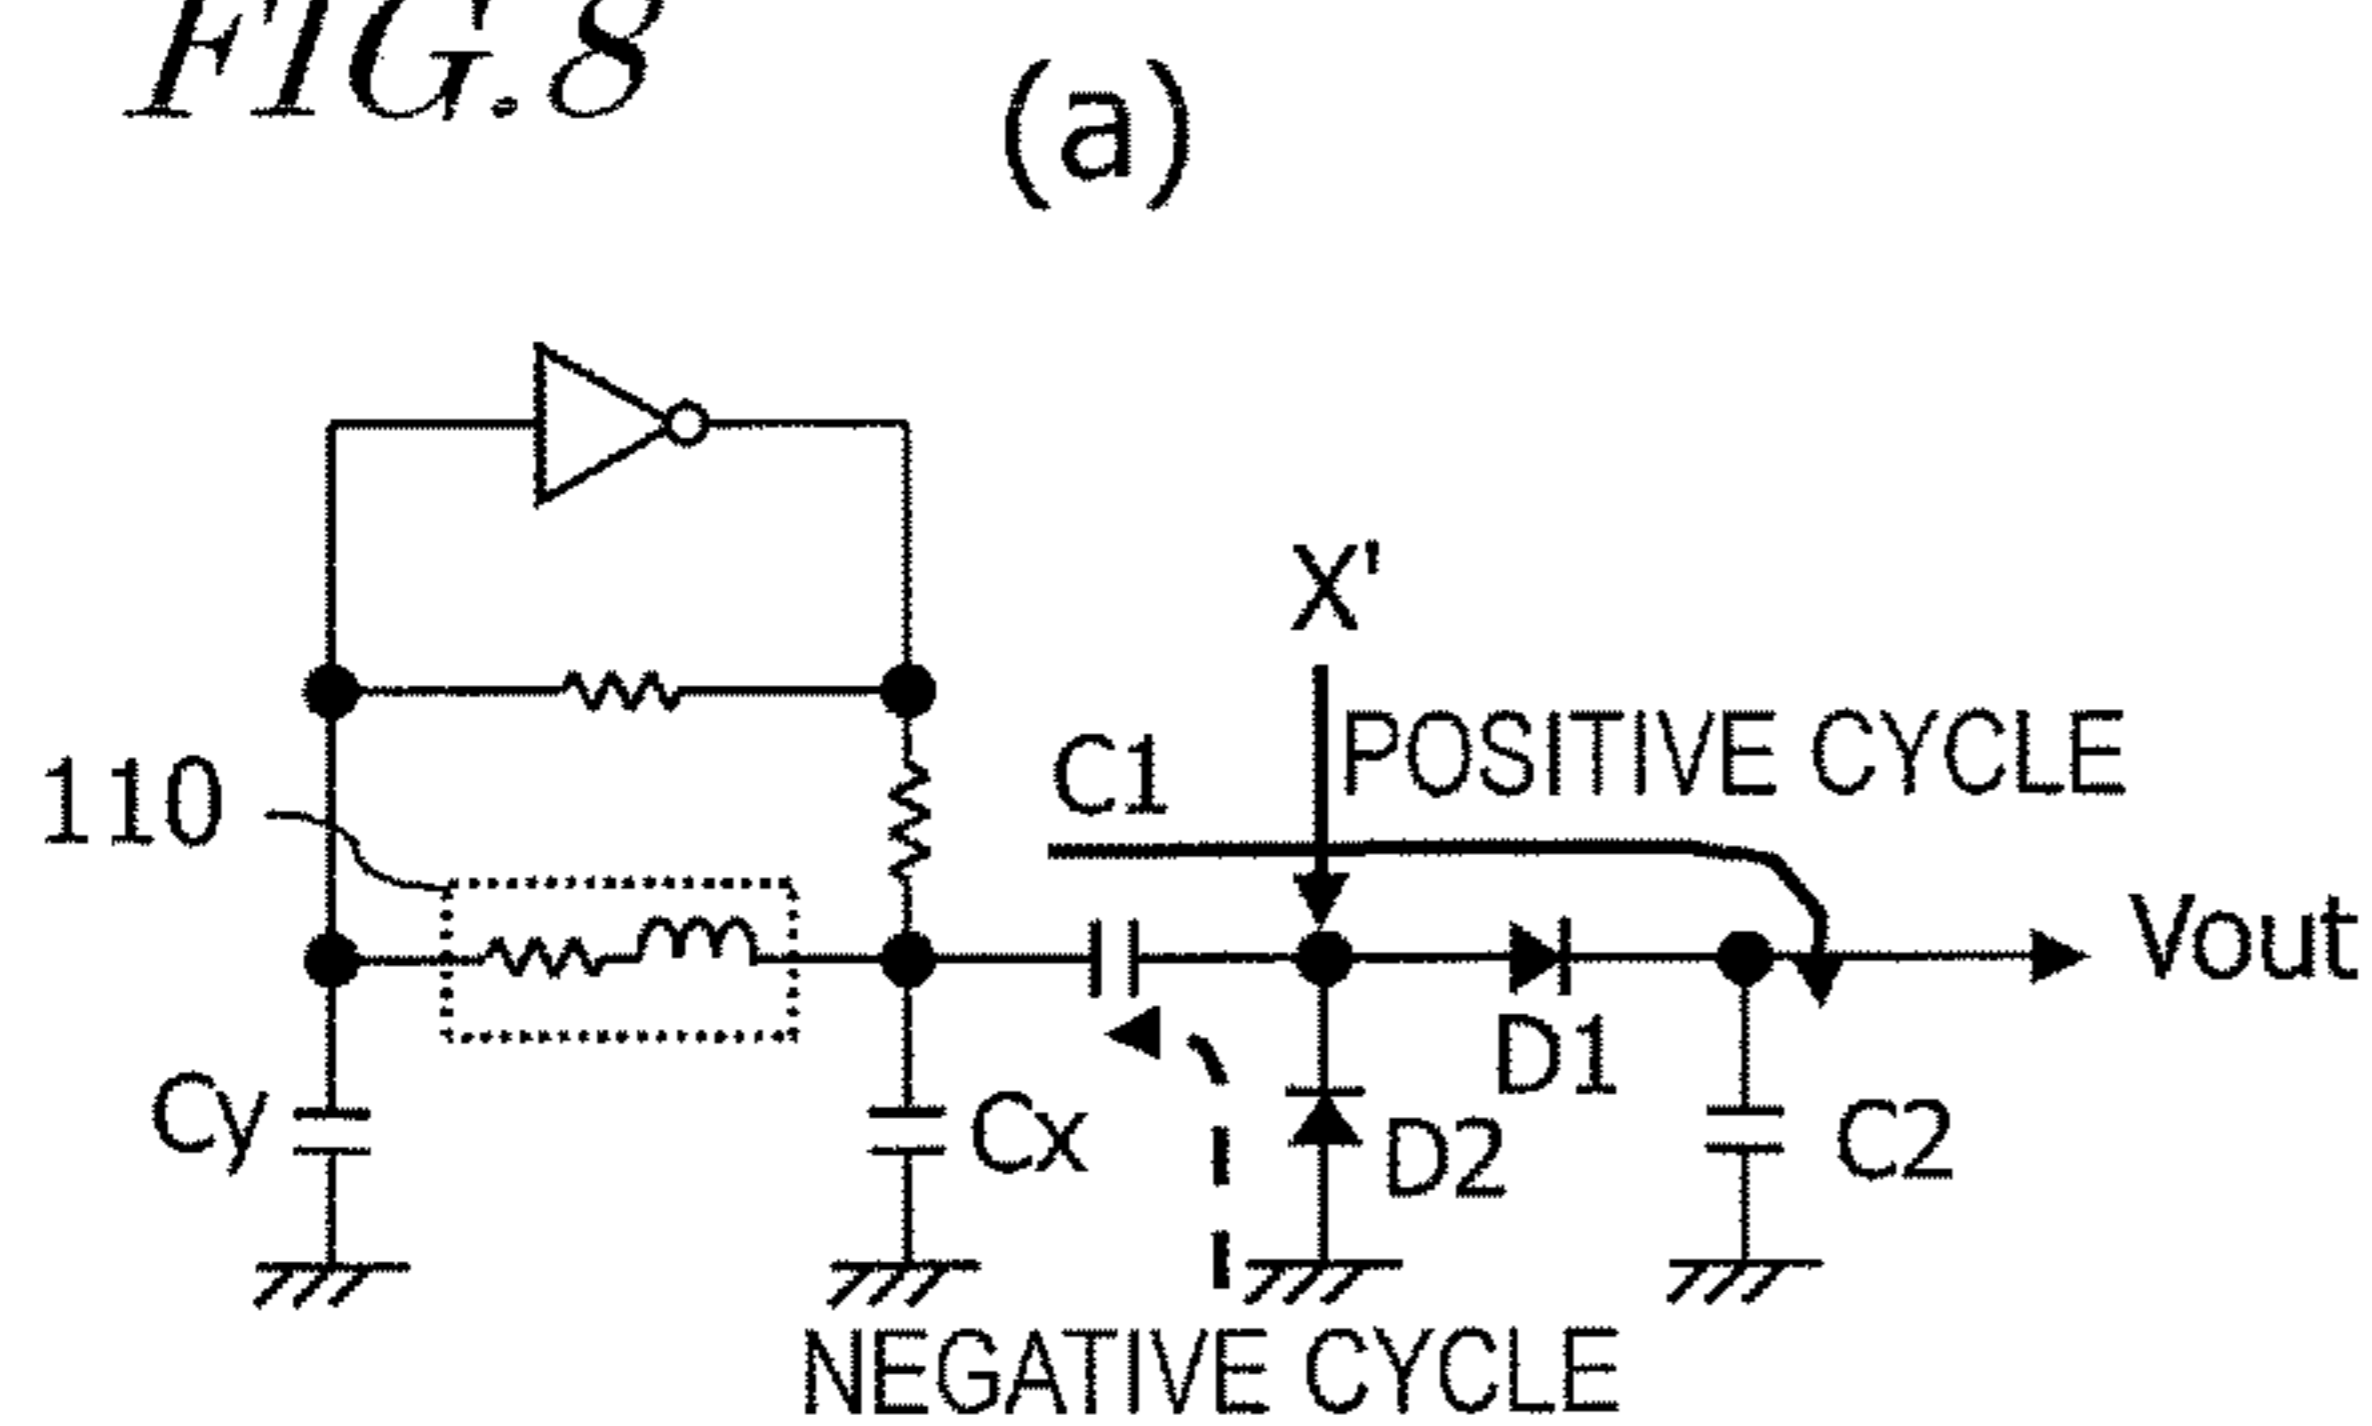 FIG.8
(a)
X'
POSITIVE CYCLE
C1
110
Vout
D1
Cy
Cx
D2
C2
NEGATIVE CYCLE